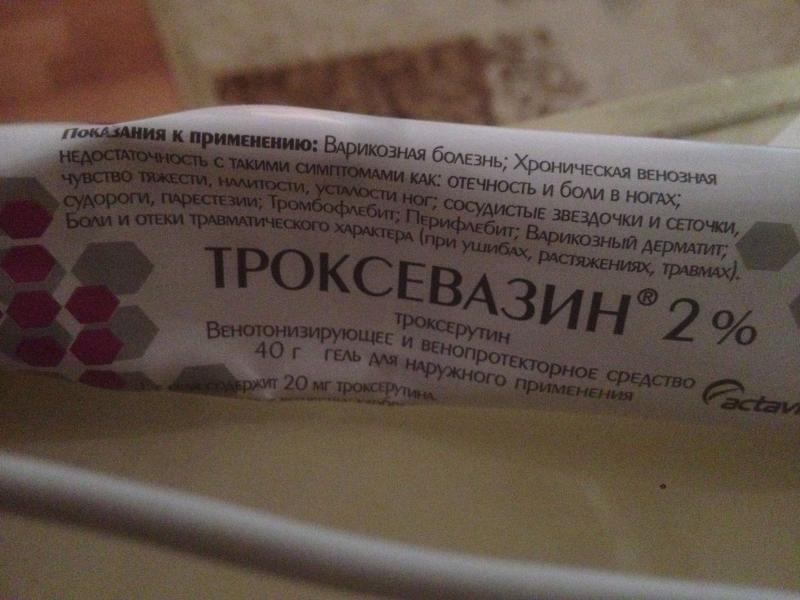 Показания к применению: Варикозная болезнь; Хроническая венозная
недостаточность с такими симптомами как: отечность и боли в ногах;
чувство тяжести, налитости, усталости ног; сосудистые звездочки и сеточки,
судороги, парестезии; Тромбофлебит; Перифлебит; Варикозный дерматит;
Боли и отеки травматического характера (при ушибах, растяжениях, травмах).
ТРОКСЕВАЗИН® 2%
троксерутин
Венотонизирующее и венопротекторное средство
40 г гель для наружного применения
содержит 20 мг троксерутина
actavi